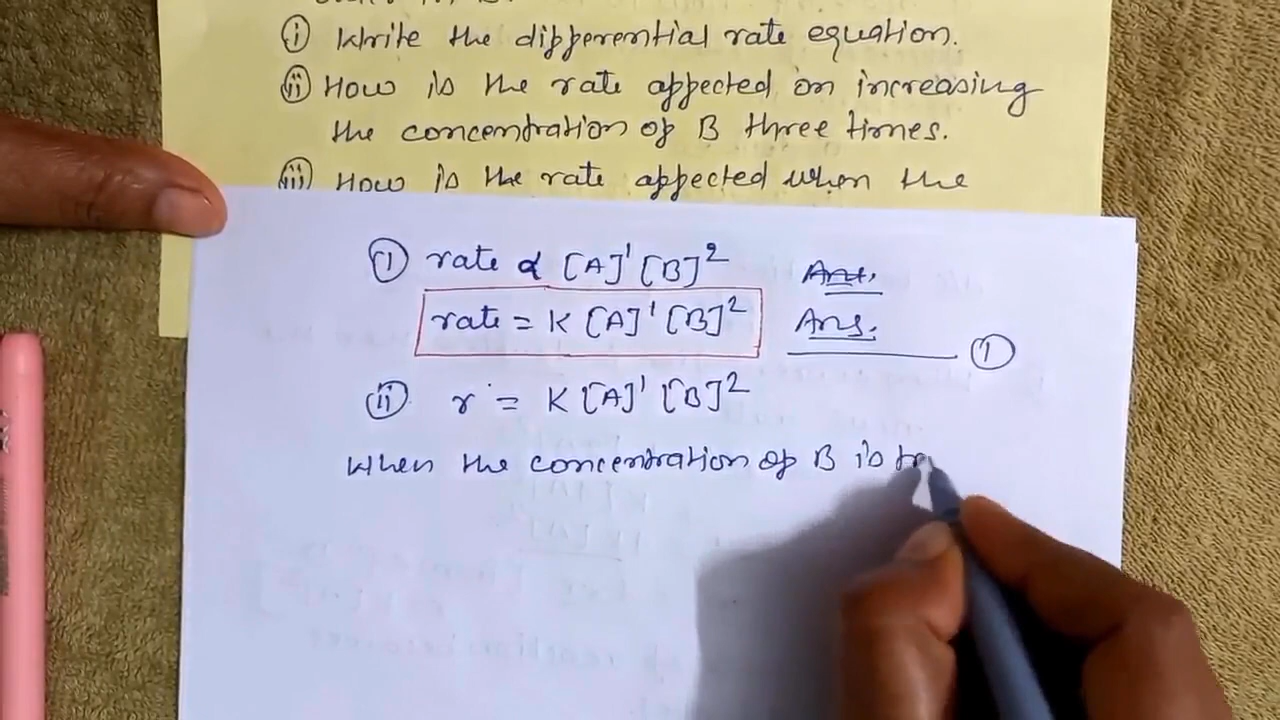 (i) Write the differential rate equation.
(ii) How is the rate affected on increasing
the concentration of B three times.
(iii) How is the rate affected when the
(i) rate α [A]¹[B]²
Ans.
rate = K [A]¹[B]²
Ans.
(1)
(ii) r = K[A]¹[B]²
When the concentration of B is